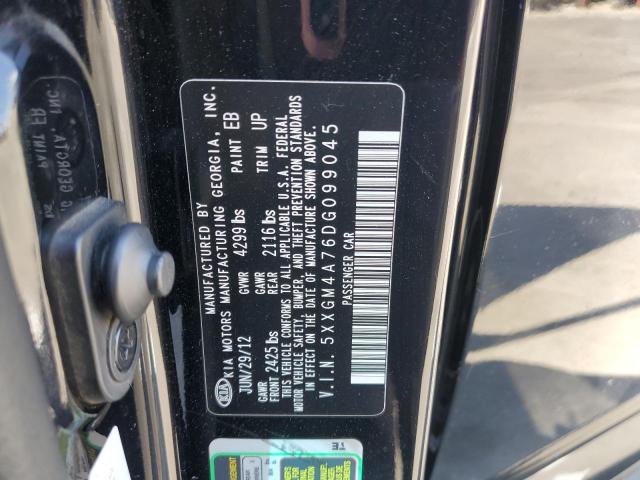 MANUFACTURED BY
KIA KIA MOTORS MANUFACTURING GEORGIA, INC.
JUN/29/12 GVWR 4299 lbs PAINT EB
GAWR FRONT 2425 lbs GAWR REAR 2116 lbs TRIM UP
THIS VEHICLE CONFORMS TO ALL APPLICABLE U.S.A. FEDERAL
MOTOR VEHICLE SAFETY, BUMPER, AND THEFT PREVENTION STANDARDS
IN EFFECT ON THE DATE OF MANUFACTURE SHOWN ABOVE.
V.I.N. 5XXGM4A76DG099045
PASSENGER CAR